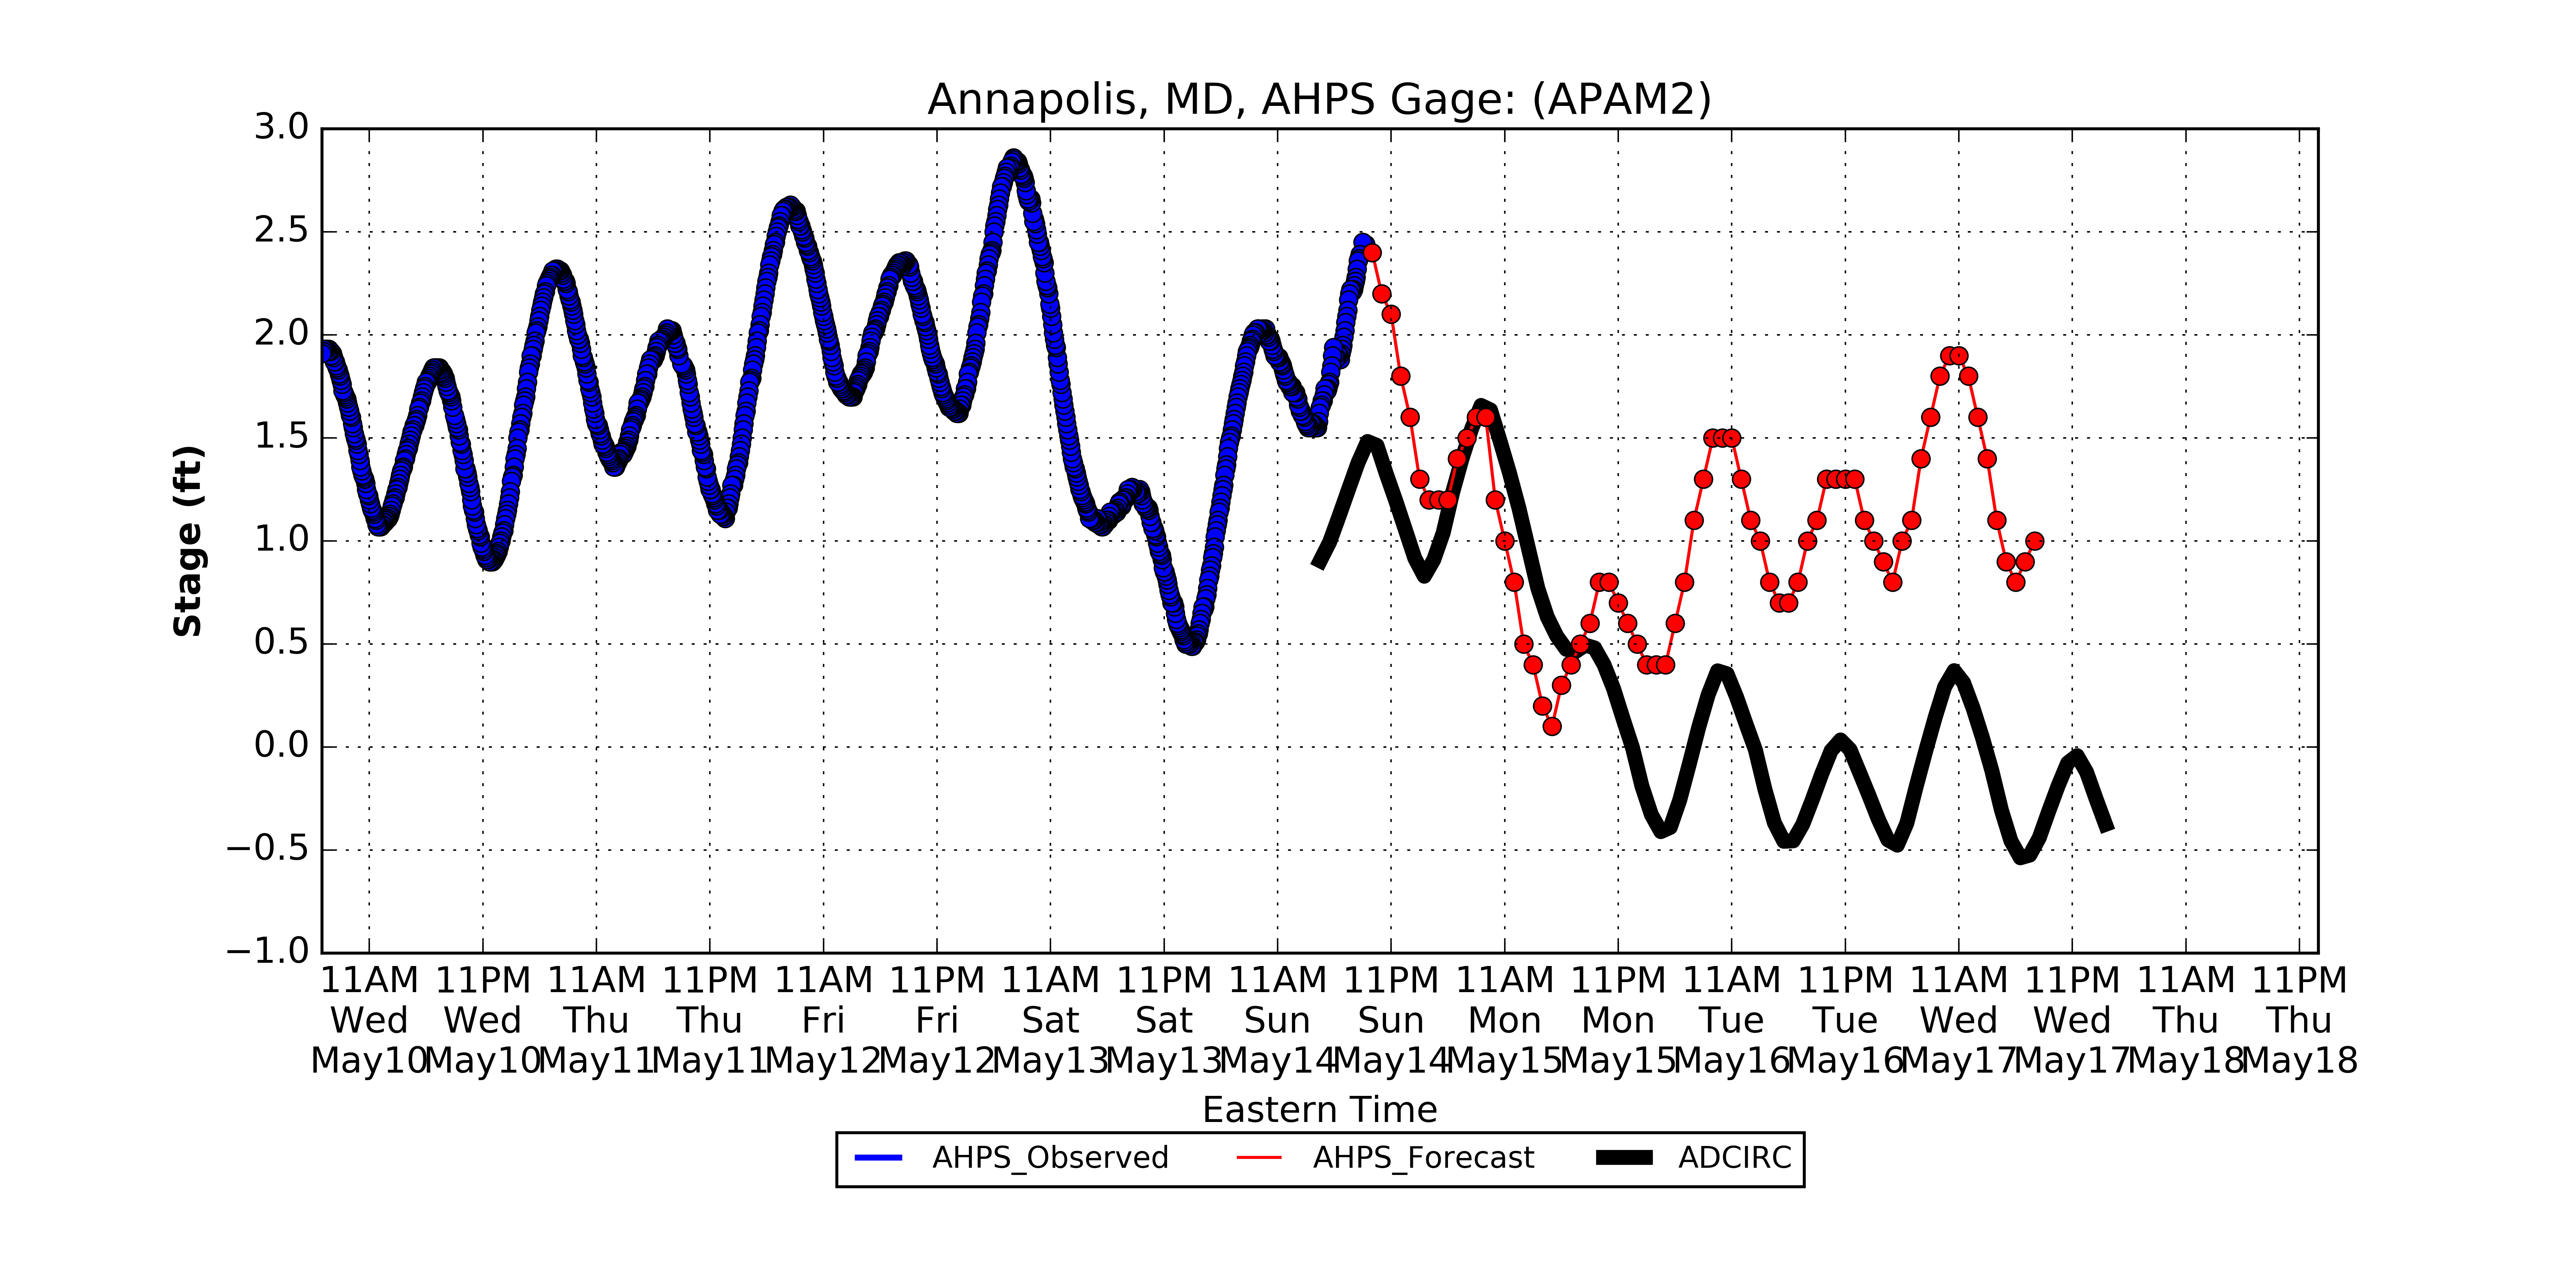 Annapolis, MD, AHPS Gage: (APAM2)
3.0
2.5
2.0
1.5
1.0
0.5
0.0
−0.5
−1.0
Stage (ft)
11AM 11PM 11AM 11PM 11AM 11PM 11AM 11PM 11AM 11PM 11AM 11PM 11AM 11PM 11AM 11PM 11AM 11PM
Wed Wed Thu Thu Fri Fri Sat Sat Sun Sun Mon Mon Tue Tue Wed Wed Thu Thu
May10 May10 May11 May11 May12 May12 May13 May13 May14 May14 May15 May15 May16 May16 May17 May17 May18 May18
Eastern Time
AHPS_Observed AHPS_Forecast ADCIRC